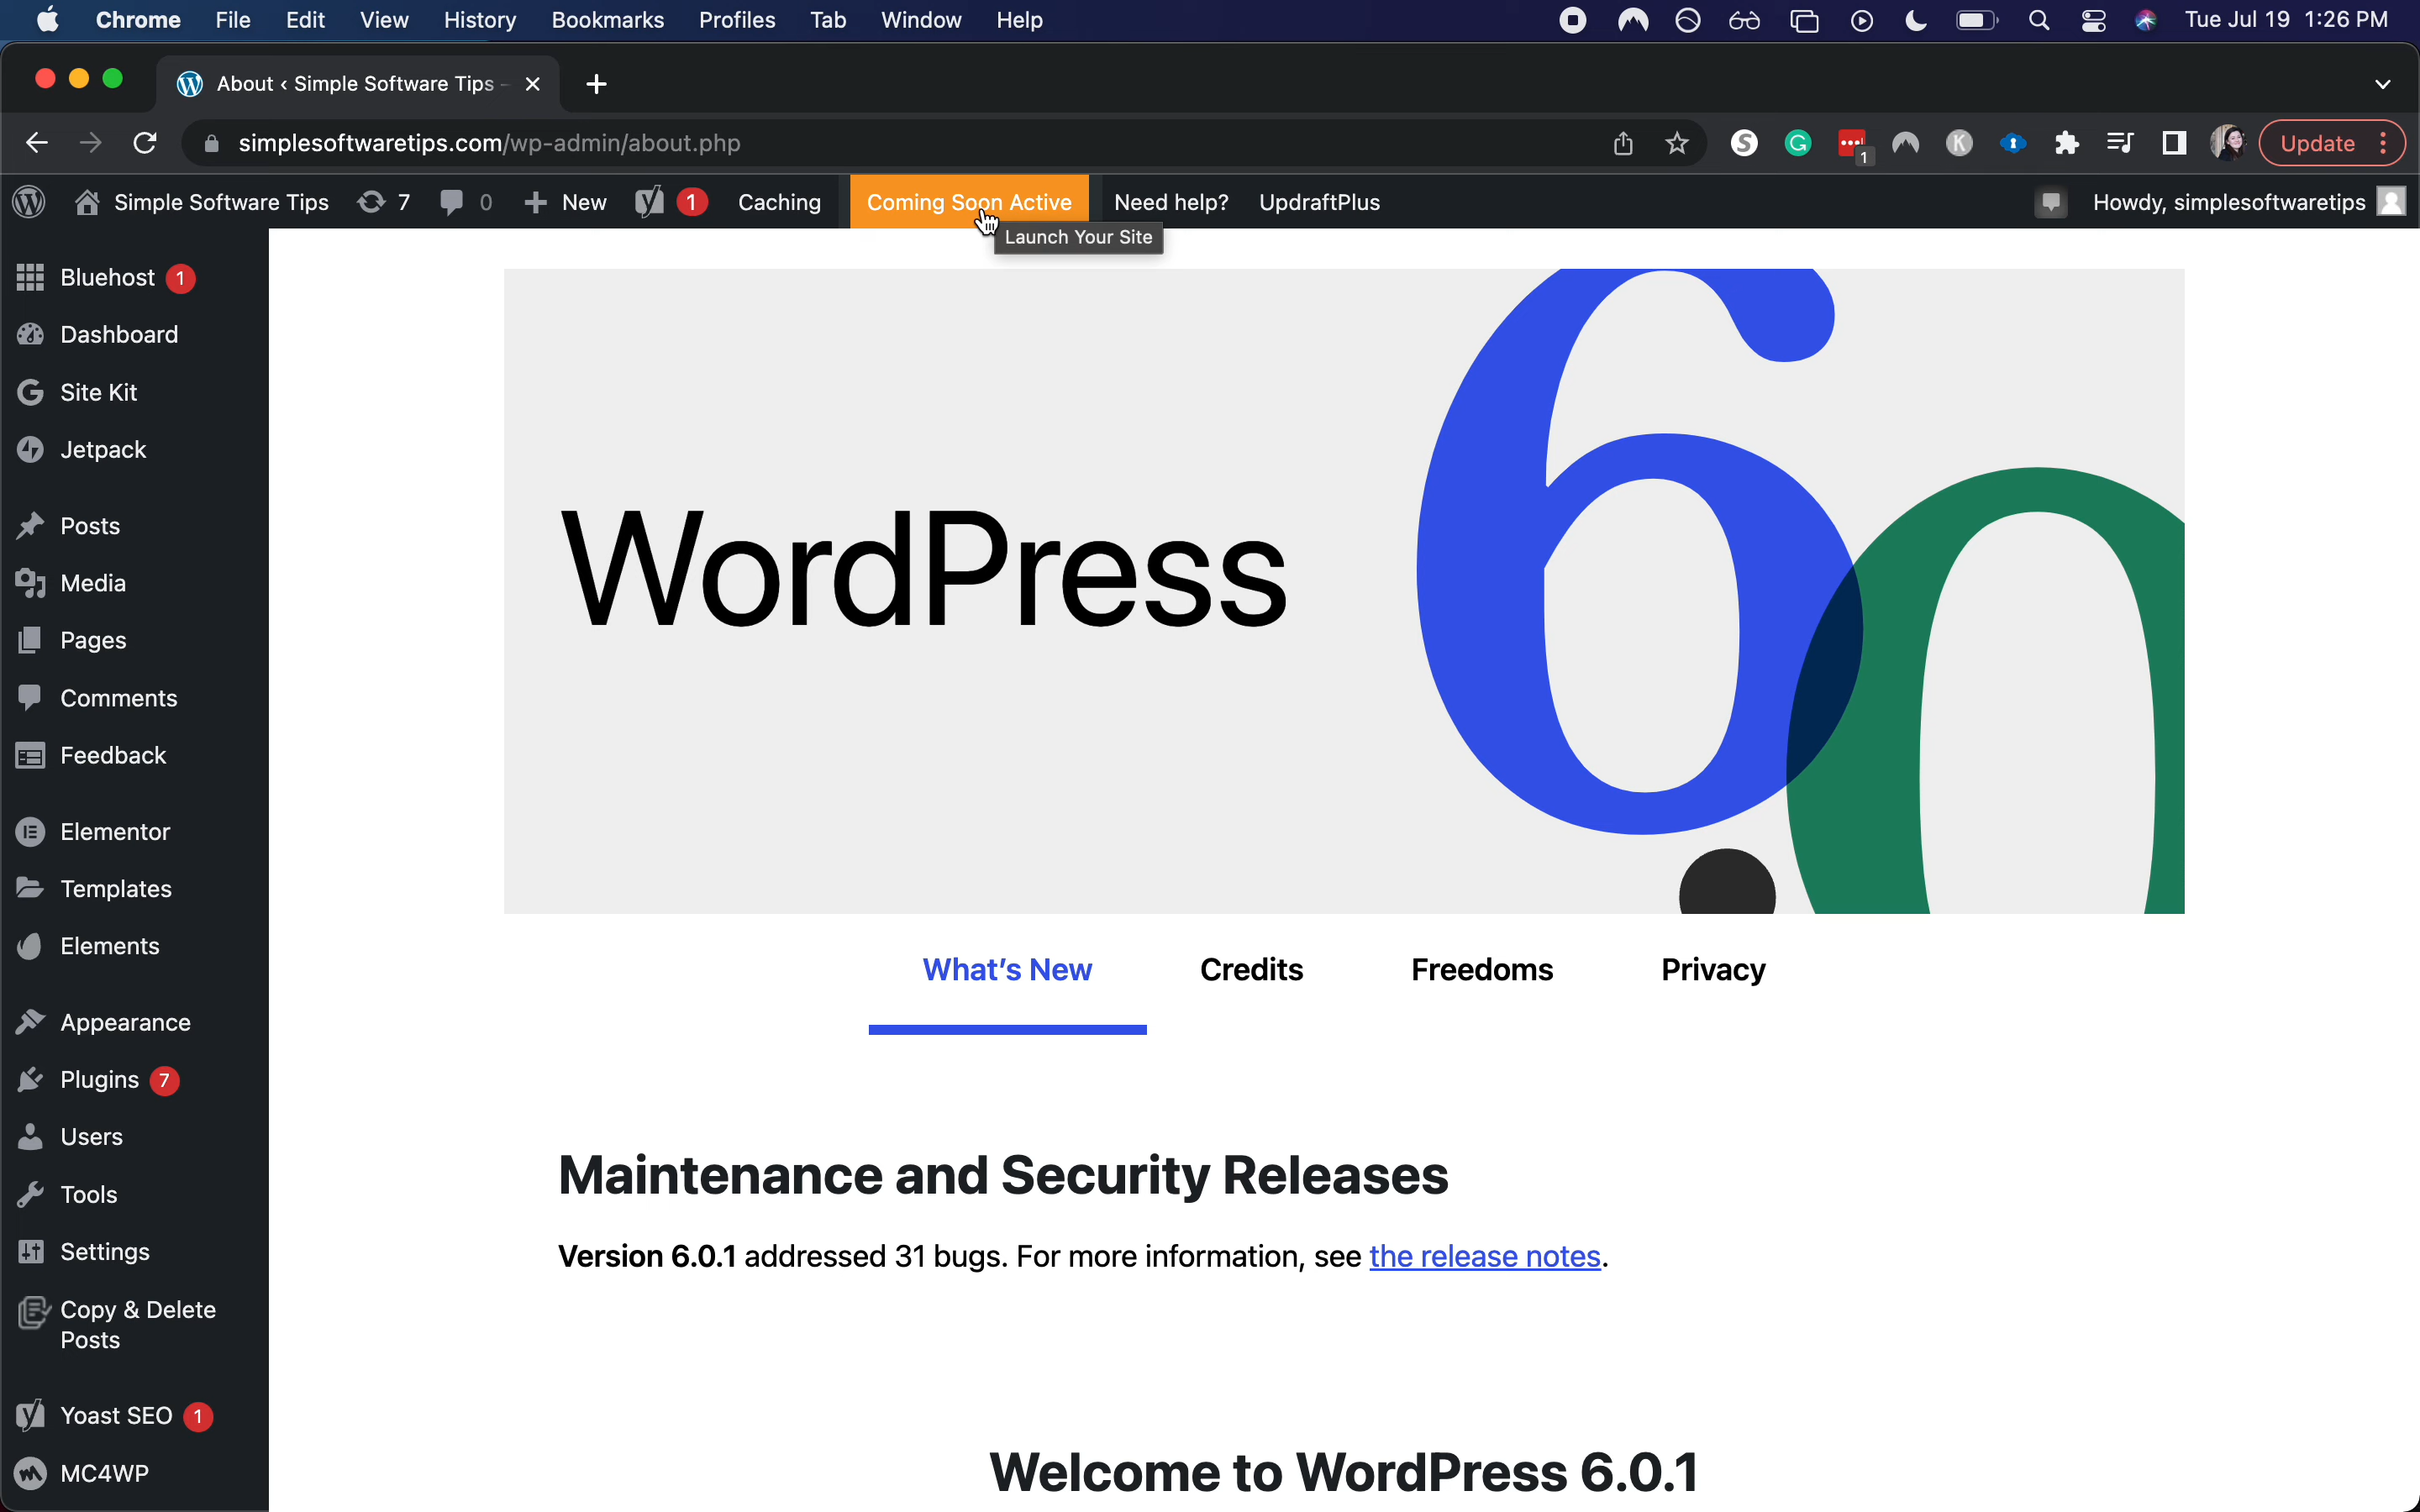 Chrome File Edit View History Bookmarks Profiles Tab Window Help Tue Jul 19 1:26 PM
About ‹ Simple Software Tips
simplesoftwaretips.com/wp-admin/about.php 1 Update
Simple Software Tips 7 0 New 1 Caching Coming Soon Active Need help? UpdraftPlus Howdy, simplesoftwaretips
Launch Your Site
Bluehost 1
Dashboard
Site Kit
Jetpack
Posts
Media
Pages
Comments
Feedback
Elementor
Templates
Elements
Appearance
Plugins 7
Users
Tools
Settings
Copy & Delete
Posts
Yoast SEO 1
MC4WP
WordPress 6.0
What's New Credits Freedoms Privacy
Maintenance and Security Releases
Version 6.0.1 addressed 31 bugs. For more information, see the release notes.
Welcome to WordPress 6.0.1